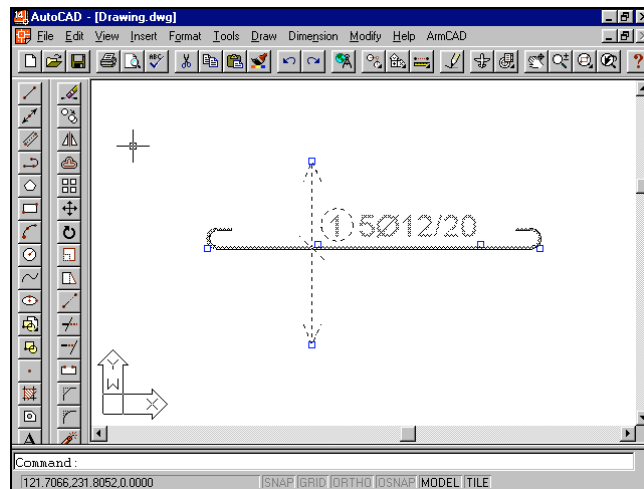 AutoCAD - [Drawing.dwg]
File Edit View Insert Format Tools Draw Dimension Modify Help ArmCAD
ABC
?
1 5Ø12/20
A
Y
W
X
Command:
121.7066,231.8052,0.0000 SNAP GRID ORTHO OSNAP MODEL TILE